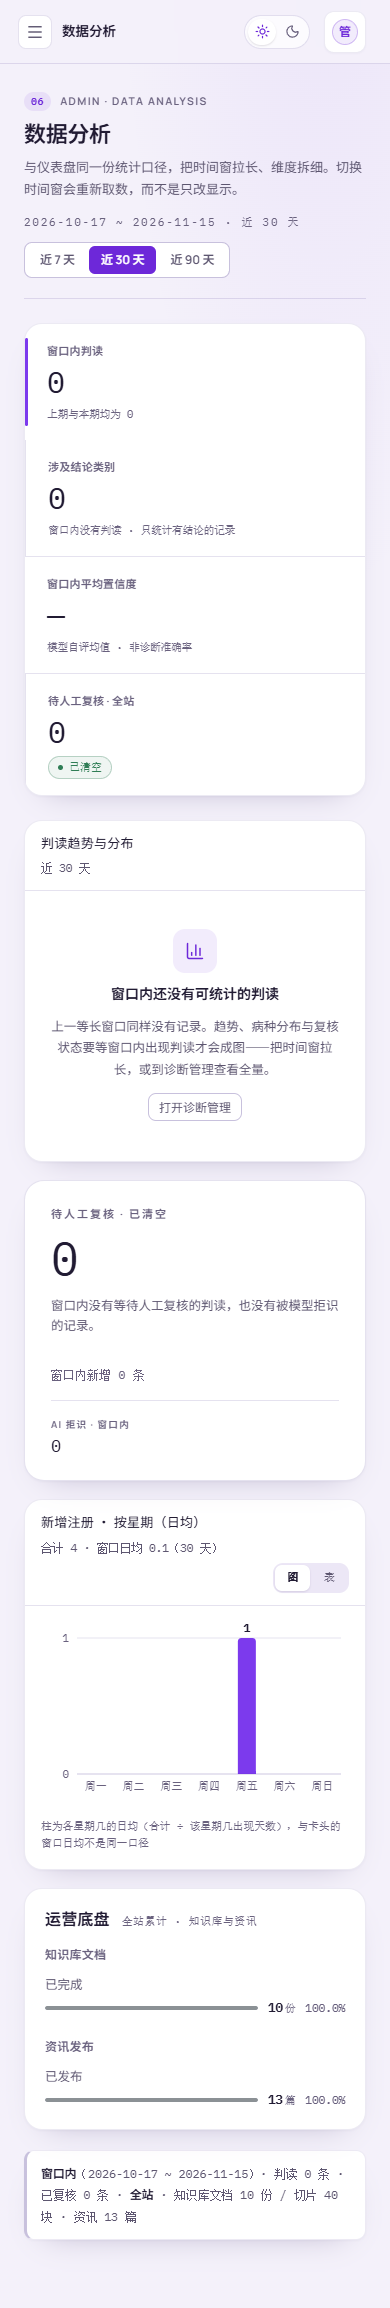 数据分析
管
06 ADMIN · DATA ANALYSIS
数据分析
与仪表盘同一份统计口径，把时间窗拉长、维度拆细。切换
时间窗会重新取数，而不是只改显示。
2026-10-17 ~ 2026-11-15 · 近 30 天
近 7 天 近 30 天 近 90 天
窗口内判读
0
上期与本期均为 0
涉及结论类别
0
窗口内没有判读 · 只统计有结论的记录
窗口内平均置信度
—
模型自评均值 · 非诊断准确率
待人工复核 · 全站
0
已清空
判读趋势与分布
近 30 天
窗口内还没有可统计的判读
上一等长窗口同样没有记录。趋势、病种分布与复核
状态要等窗口内出现判读才会成图——把时间窗拉
长，或到诊断管理查看全量。
打开诊断管理
待人工复核 · 已清空
0
窗口内没有等待人工复核的判读，也没有被模型拒识
的记录。
窗口内新增 0 条
AI 拒识 · 窗口内
0
新增注册 · 按星期（日均）
合计 4 · 窗口日均 0.1（30 天）
图 表
1
1
0
周一 周二 周三 周四 周五 周六 周日
柱为各星期几的日均（合计 ÷ 该星期几出现天数），与卡头的
窗口日均不是同一口径
运营底盘 全站累计 · 知识库与资讯
知识库文档
已完成
10 份 100.0%
资讯发布
已发布
13 篇 100.0%
窗口内（2026-10-17 ~ 2026-11-15）· 判读 0 条 ·
已复核 0 条 · 全站 · 知识库文档 10 份 / 切片 40
块 · 资讯 13 篇